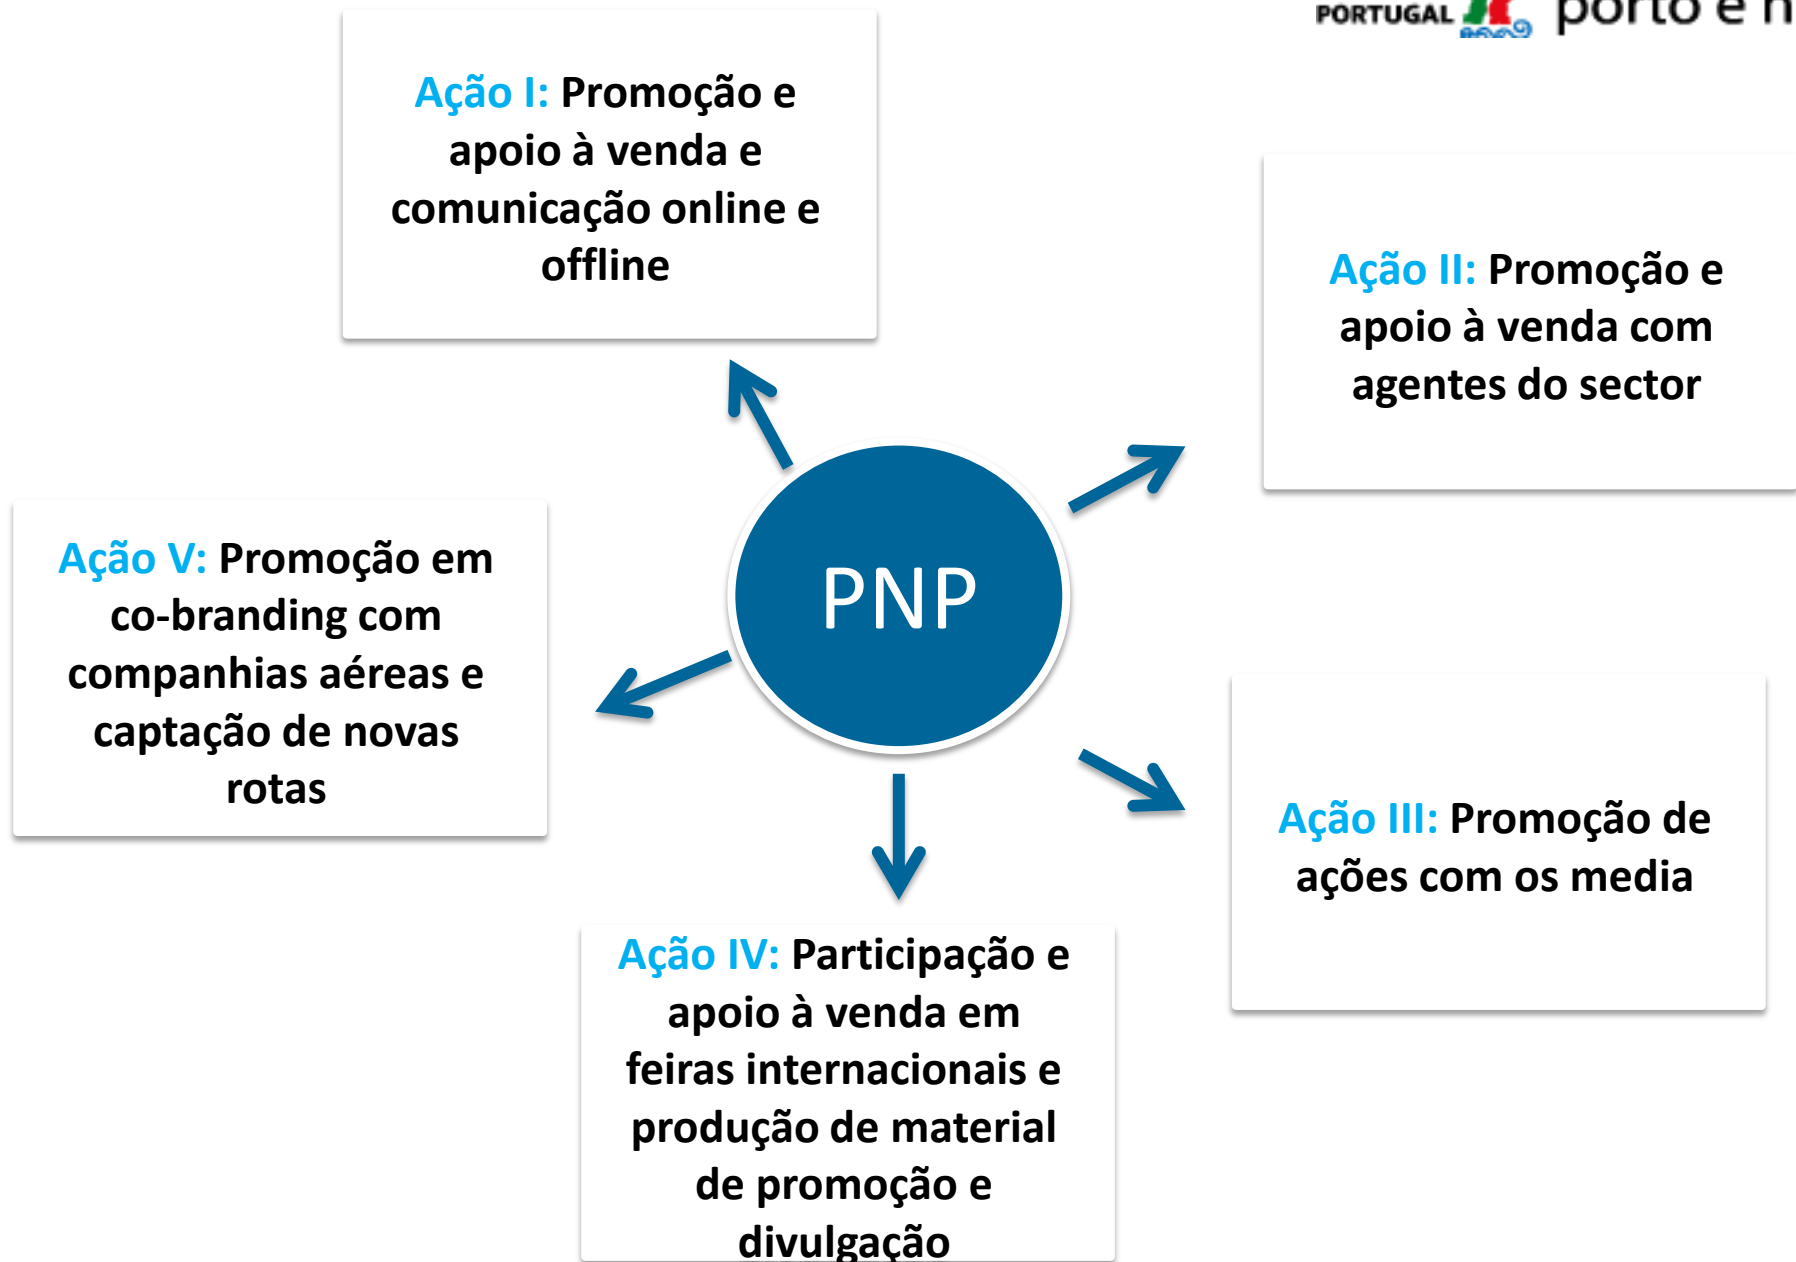 PORTUGAL porto e n
Ação I: Promoção e
apoio à venda e
comunicação online e
offline
Ação II: Promoção e
apoio à venda com
agentes do sector
PNP
Ação V: Promoção em
co-branding com
companhias aéreas e
captação de novas
rotas
Ação III: Promoção de
ações com os media
Ação IV: Participação e
apoio à venda em
feiras internacionais e
produção de material
de promoção e
divulgação